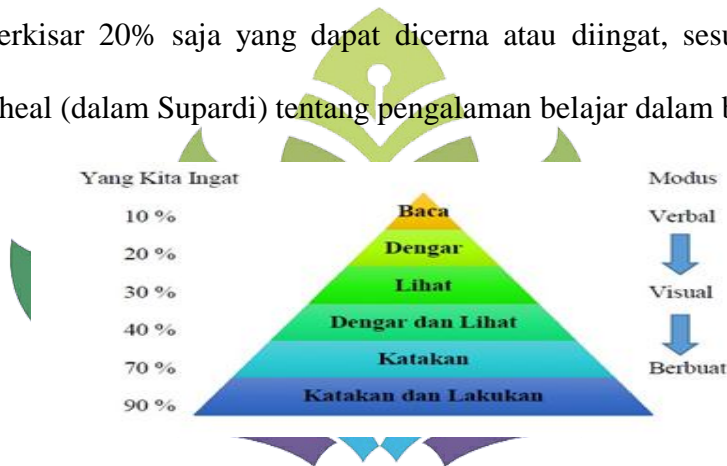 erkisar 20% saja yang dapat dicerna atau diingat,
heal (dalam Supardi) tentang pengalaman belajar dalam
Yang Kita Ingat Modus
10 % Baca Verbal
20 % Dengar
30 % Lihat Visual
40 % Dengar dan Lihat
70 % Katakan Berbuat
90 % Katakan dan Lakukan